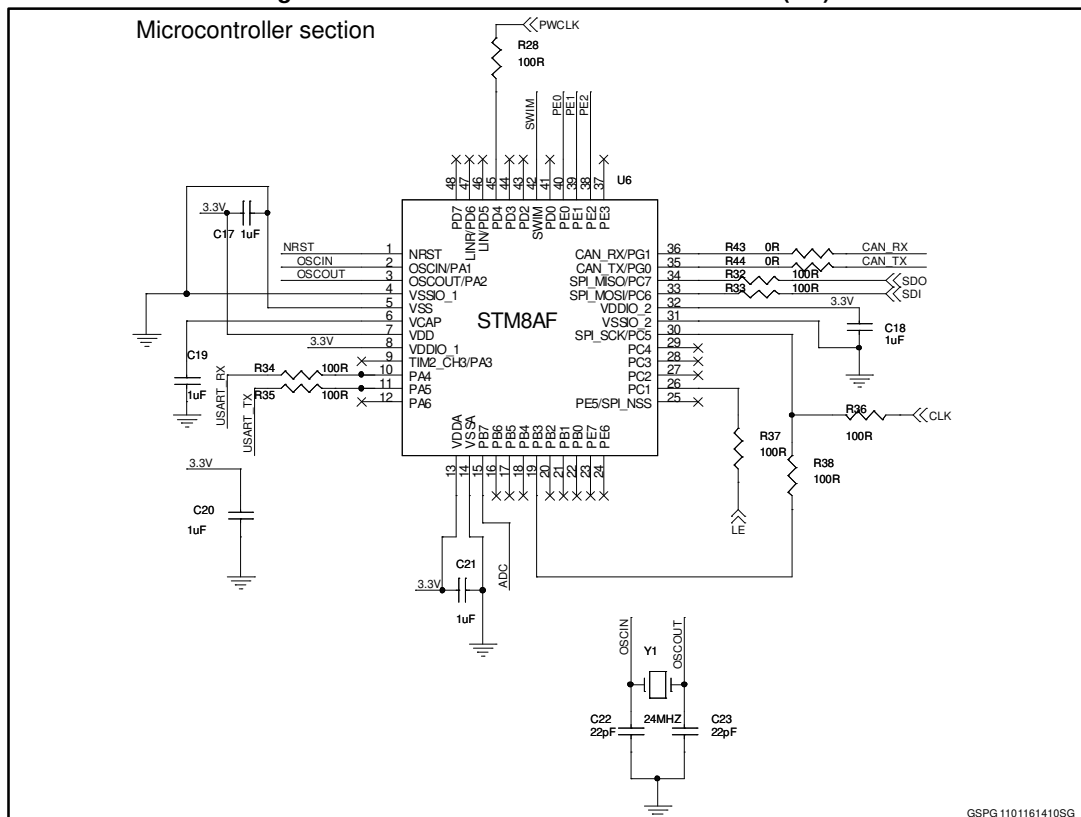 Microcontroller section
PWCLK
R28
100R
SWIM
PE0
PE1
PE2
48
47
46
45
44
43
42
41
40
39
38
37
U6
PD7
LINR/PD6
LIN/PD5
PD4
PD3
PD2
SWIM
PD0
PE0
PE1
PE2
PE3
3.3V
C17
1uF
NRST
OSCIN
OSCOUT
1
2
3
4
5
6
7
8
9
10
11
12
NRST
OSCIN/PA1
OSCOUT/PA2
VSSIO_1
VSS
VCAP
VDD
VDDIO_1
TIM2_CH3/PA3
PA4
PA5
PA6
STM8AF
CAN_RX/PG1
CAN_TX/PG0
SPI_MISO/PC7
SPI_MOSI/PC6
VDDIO_2
VSSIO_2
SPI_SCK/PC5
PC4
PC3
PC2
PC1
PE5/SPI_NSS
36
35
34
33
32
31
30
29
28
27
26
25
R43 0R CAN_RX
R44 0R CAN_TX
R32 100R SDO
R33 100R SDI
3.3V
C18
1uF
3.3V
C19
1uF
R34 100R
R35 100R
USART_RX
USART_TX
R36
100R
CLK
R37
100R
R38
100R
LE
VDDA
VSSA
PB7
PB6
PB5
PB4
PB3
PB2
PB1
PB0
PE7
PE6
13
14
15
16
17
18
19
20
21
22
23
24
3.3V
C20
1uF
3.3V
C21
1uF
ADC
OSCIN
OSCOUT
Y1
C22
22pF
24MHZ
C23
22pF
GSPG1101161410SG